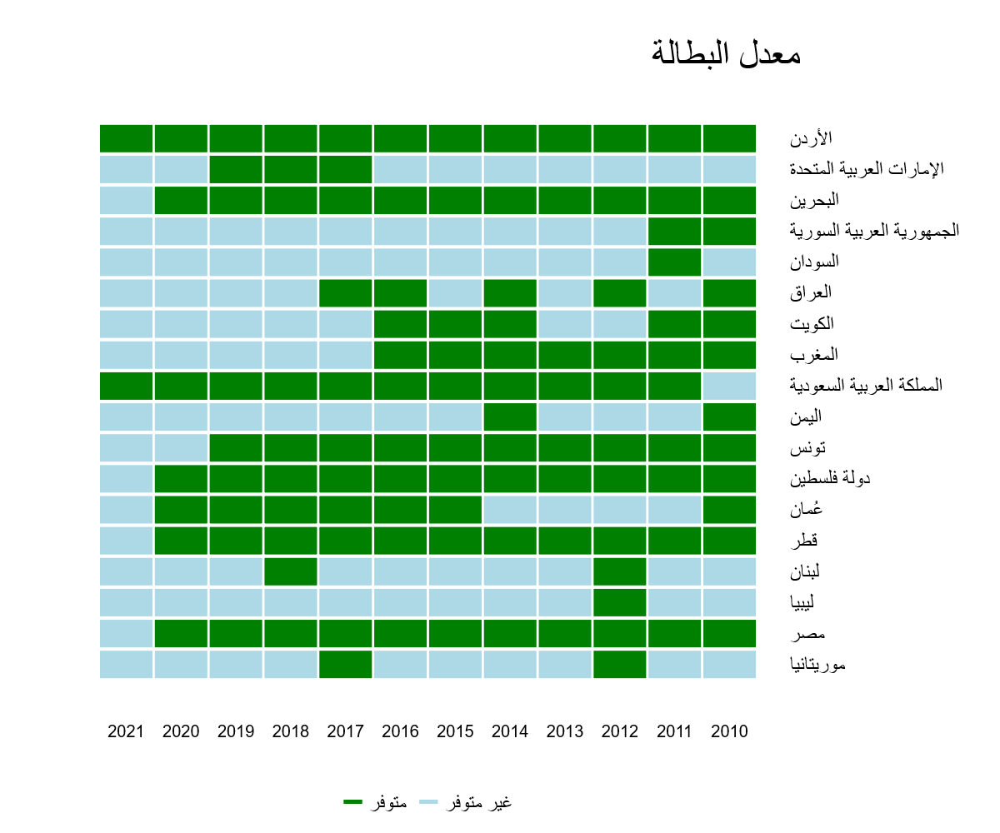 معدل البطالة
الأردن
الإمارات العربية المتحدة
البحرين
الجمهورية العربية السورية
السودان
العراق
الكويت
المغرب
المملكة العربية السعودية
اليمن
تونس
دولة فلسطين
عُمان
قطر
لبنان
ليبيا
مصر
موريتانيا
2021 2020 2019 2018 2017 2016 2015 2014 2013 2012 2011 2010
غير متوفر متوفر